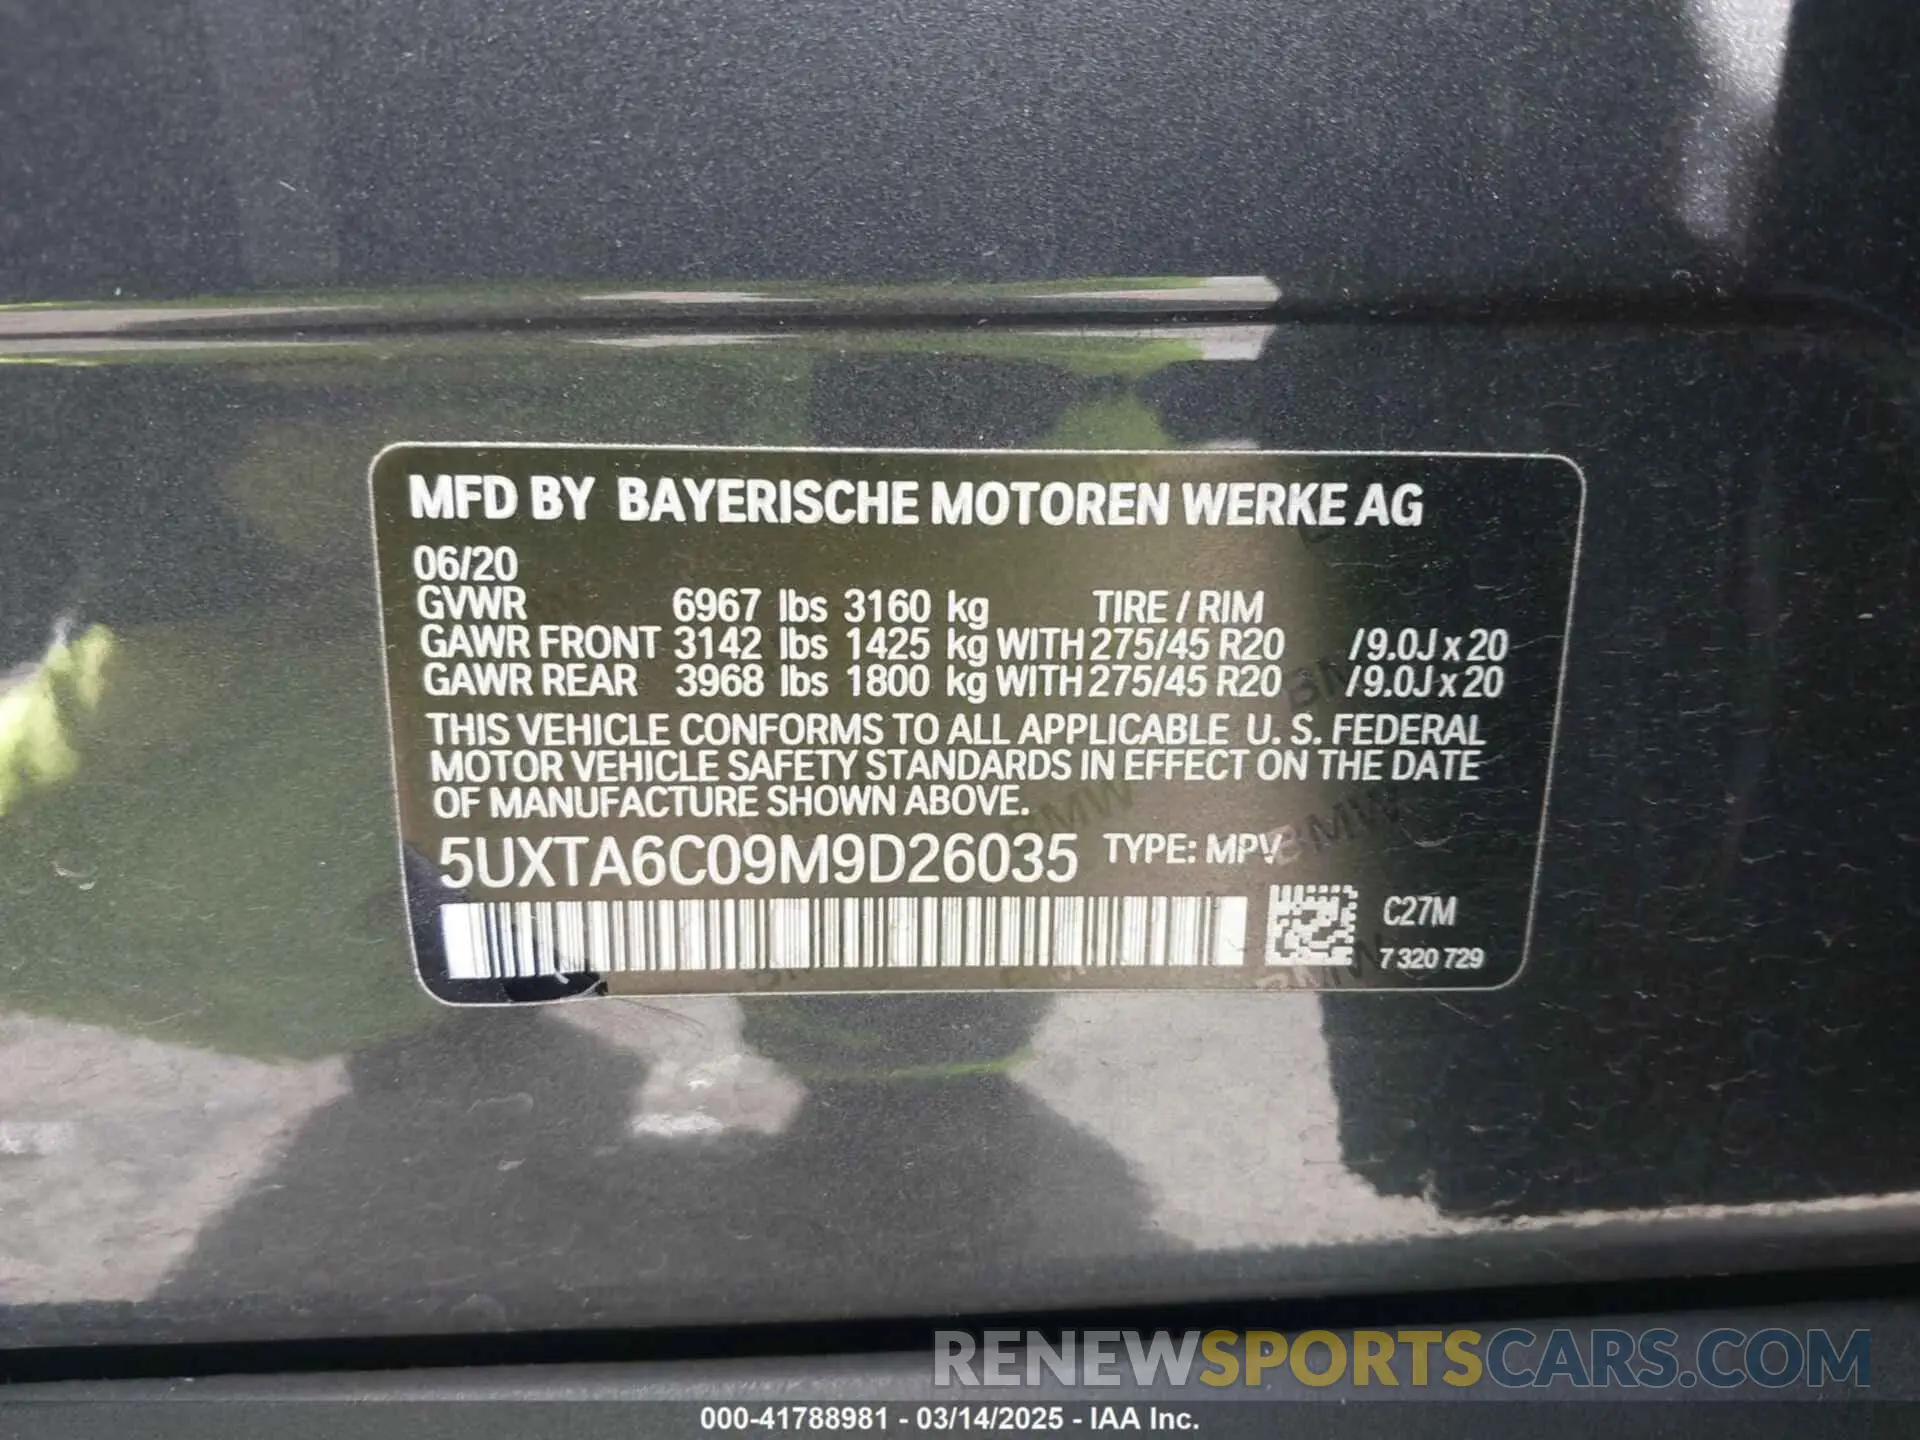 MFD BY BAYERISCHE MOTOREN WERKE AG
06/20
GVWR 6967 lbs 3160 kg TIRE / RIM
GAWR FRONT 3142 lbs 1425 kg WITH 275/45 R20 / 9.0J x 20
GAWR REAR 3968 lbs 1800 kg WITH 275/45 R20 / 9.0J x 20
THIS VEHICLE CONFORMS TO ALL APPLICABLE U. S. FEDERAL
MOTOR VEHICLE SAFETY STANDARDS IN EFFECT ON THE DATE
OF MANUFACTURE SHOWN ABOVE.
5UXTA6C09M9D26035 TYPE: MPV
C27M
7 320 729
RENEWSPORTSCARS.COM
000-41788981 - 03/14/2025 - IAA Inc.